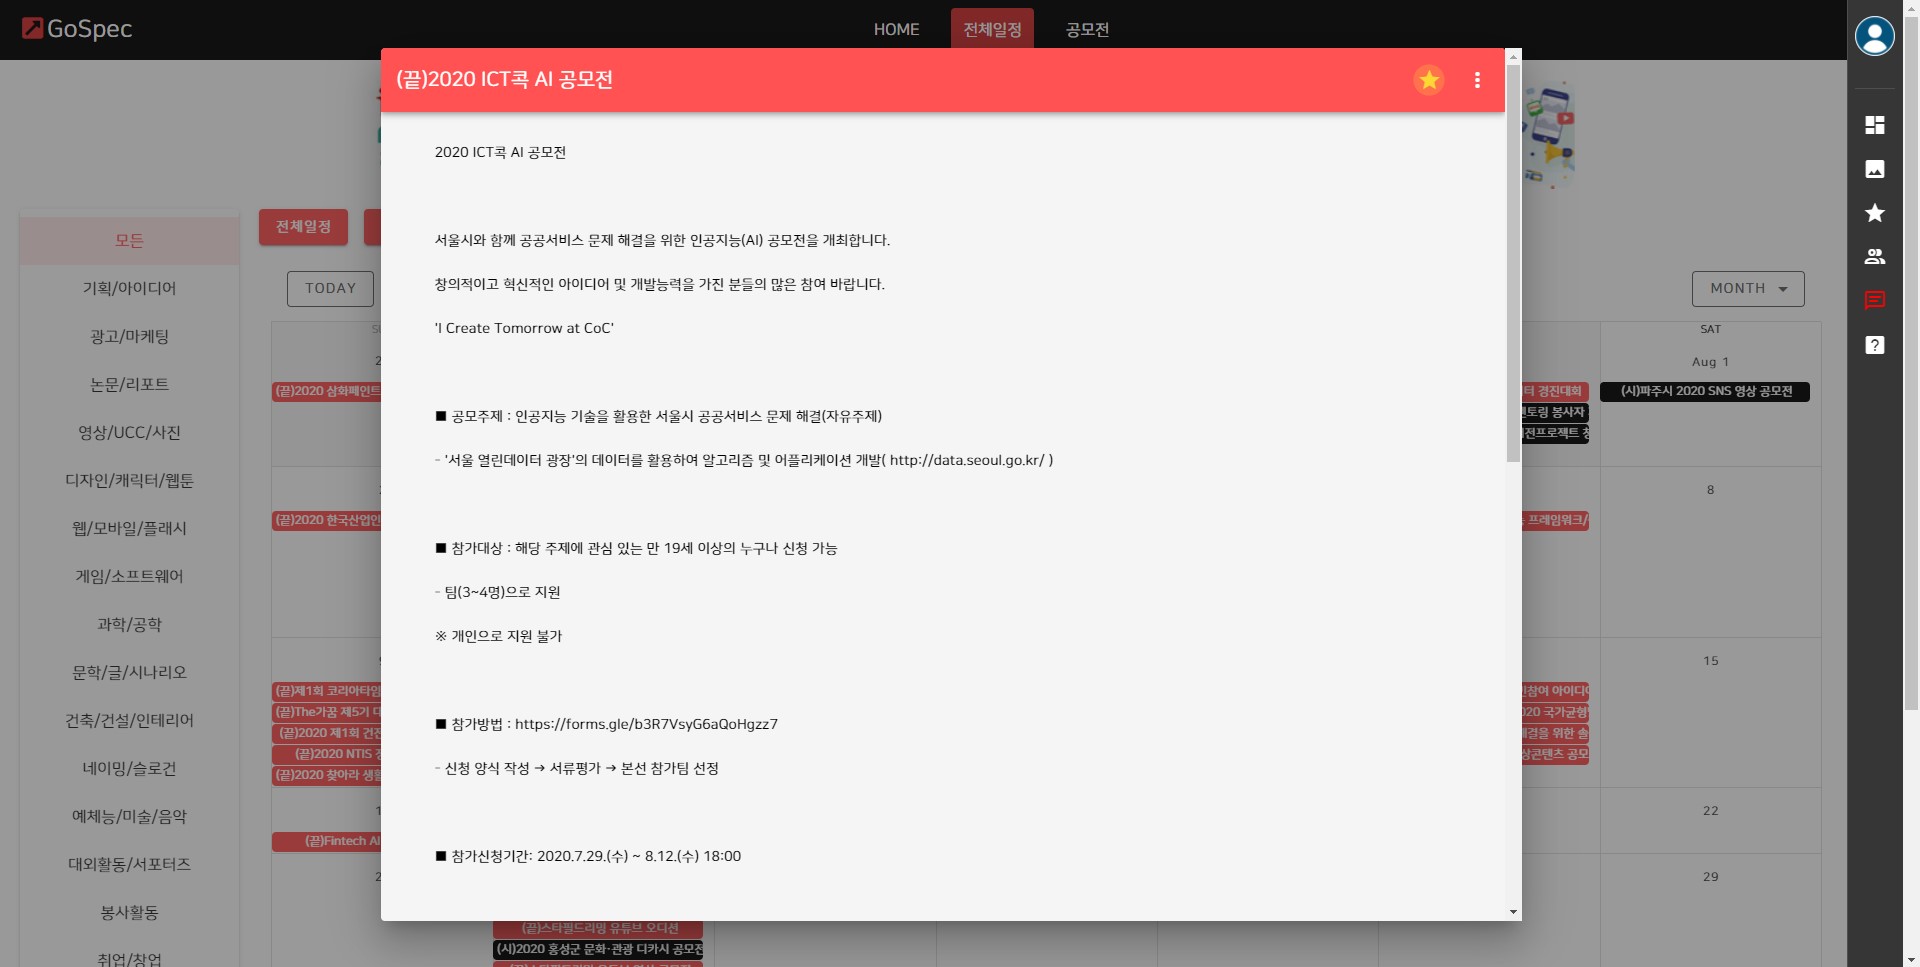 GoSpec
HOME
전체일정
공모전
(끝)2020 ICT콕 AI 공모전
2020 ICT콕 AI 공모전
서울시와 함께 공공서비스 문제 해결을 위한 인공지능(AI) 공모전을 개최합니다.
창의적이고 혁신적인 아이디어 및 개발능력을 가진 분들의 많은 참여 바랍니다.
'I Create Tomorrow at CoC'
■ 공모주제 : 인공지능 기술을 활용한 서울시 공공서비스 문제 해결(자유주제)
- '서울 열린데이터 광장'의 데이터를 활용하여 알고리즘 및 어플리케이션 개발( http://data.seoul.go.kr/ )
■ 참가대상 : 해당 주제에 관심 있는 만 19세 이상의 누구나 신청 가능
- 팀(3~4명)으로 지원
※ 개인으로 지원 불가
■ 참가방법 : https://forms.gle/b3R7VsyG6aQoHgzz7
- 신청 양식 작성 → 서류평가 → 본선 참가팀 선정
■ 참가신청기간: 2020.7.29.(수) ~ 8.12.(수) 18:00
모든
기획/아이디어
광고/마케팅
논문/리포트
영상/UCC/사진
디자인/캐릭터/웹툰
웹/모바일/플래시
게임/소프트웨어
과학/공학
문학/글/시나리오
건축/건설/인테리어
네이밍/슬로건
예체능/미술/음악
대외활동/서포터즈
봉사활동
취업/창업
전체일정
TODAY
MONTH
SAT
Aug 1
(끝)2020 삼화페인트
터 경진대회
(시)파주시 2020 SNS 영상 공모전
멘토링 봉사자
비전프로젝트 창
8
(끝)2020 한국산업인
프레임워크/
15
(끝)제1회 코리아타임
(끝)The가꿈 제5기 대
(끝)2020 제1회 건전
(끝)2020 NTIS 정
(끝)2020 찾아라 생활
민참여 아이디어
020 국가균형
해결을 위한 솔
상콘텐츠 공모
22
(끝)Fintech AI
29
(끝)스타필드리밍 유튜브 오디션
(시)2020 홍성군 문화·관광 디카시 공모전